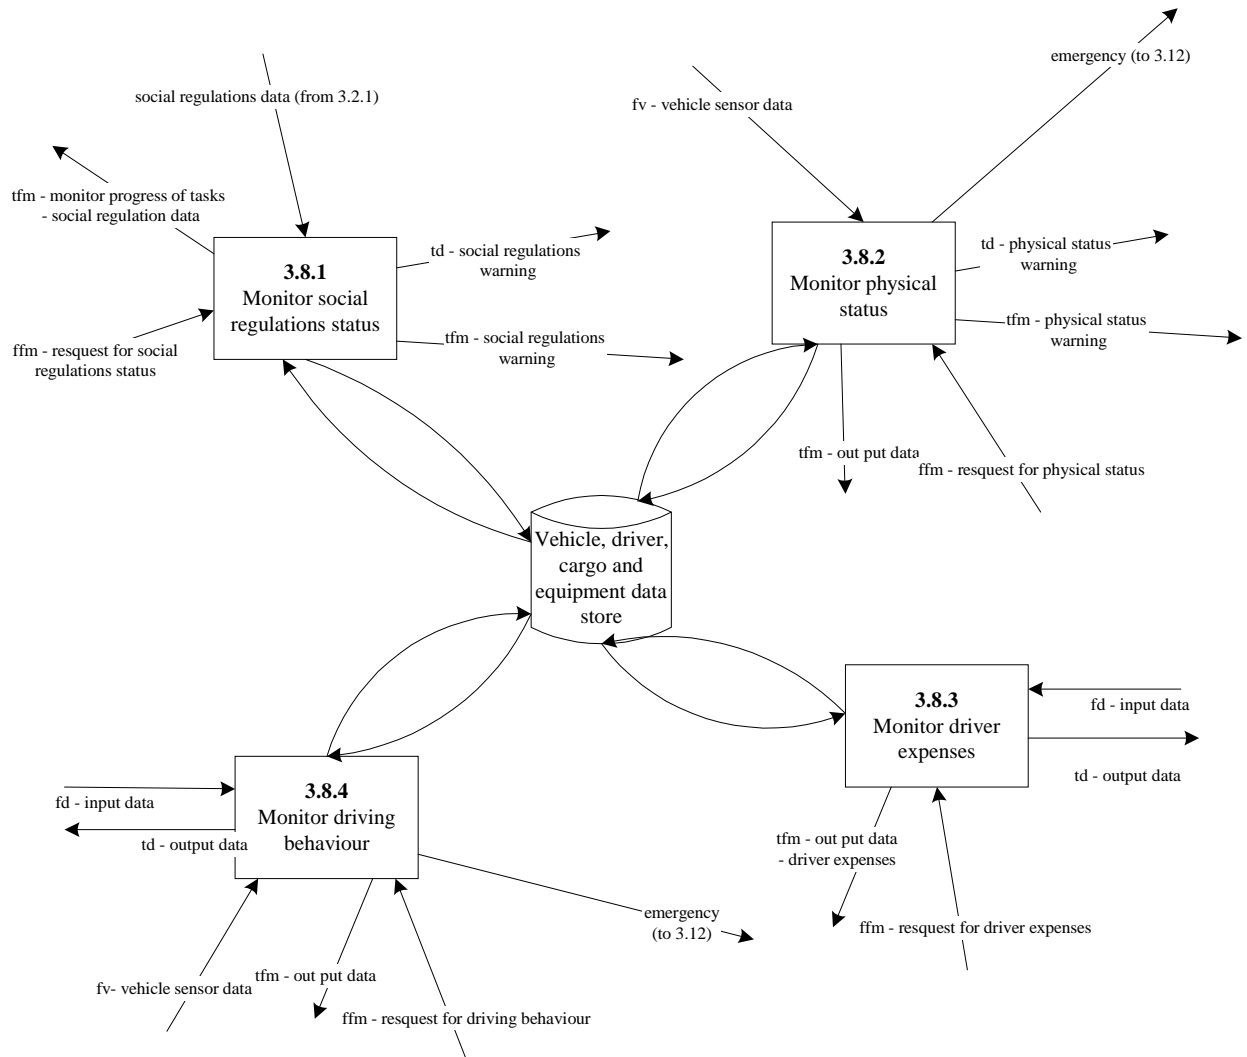 emergency (to 3.12)
social regulations data (from 3.2.1)
fv - vehicle sensor data
tfm - monitor progress of tasks
- social regulation data
td - social regulations
warning
3.8.1
Monitor social
regulations status
ffm - resquest for social
regulations status
tfm - social regulations
warning
3.8.2
Monitor physical
status
td - physical status
warning
tfm - physical status
warning
tfm - out put data
ffm - resquest for physical status
Vehicle, driver,
cargo and
equipment data
store
3.8.3
Monitor driver
expenses
fd - input data
td - output data
tfm - out put data
- driver expenses
ffm - resquest for driver expenses
3.8.4
Monitor driving
behaviour
fd - input data
td - output data
emergency
(to 3.12)
fv- vehicle sensor data
tfm - out put data
ffm - resquest for driving behaviour